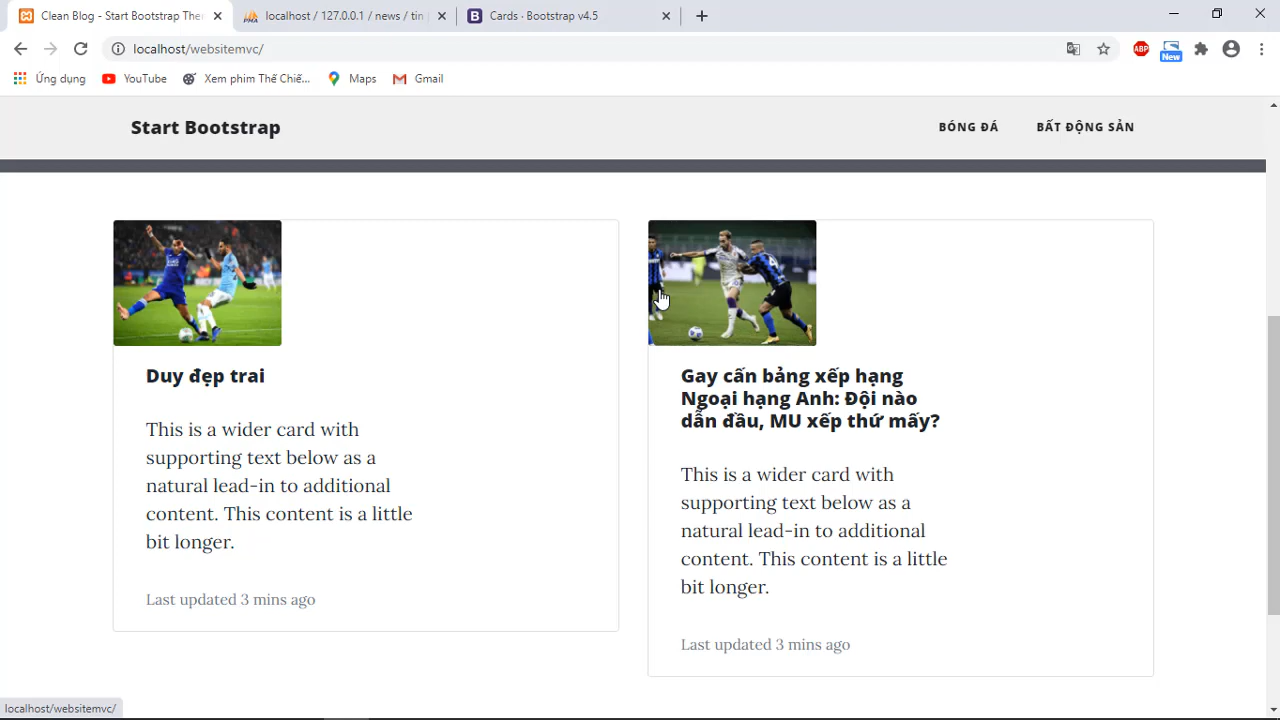 Clean Blog - Start Bootstrap The
localhost / 127.0.0.1 / news / tin
Cards · Bootstrap v4.5
localhost/websitemvc/
ABP
New
Ứng dụng
YouTube
Xem phim Thế Chiế...
Maps
Gmail
Start Bootstrap
BÓNG ĐÁ
BẤT ĐỘNG SẢN
Duy đẹp trai
This is a wider card with
supporting text below as a
natural lead-in to additional
content. This content is a little
bit longer.
Last updated 3 mins ago
Gay cấn bảng xếp hạng
Ngoại hạng Anh: Đội nào
dẫn đầu, MU xếp thứ mấy?
This is a wider card with
supporting text below as a
natural lead-in to additional
content. This content is a little
bit longer.
Last updated 3 mins ago
localhost/websitemvc/